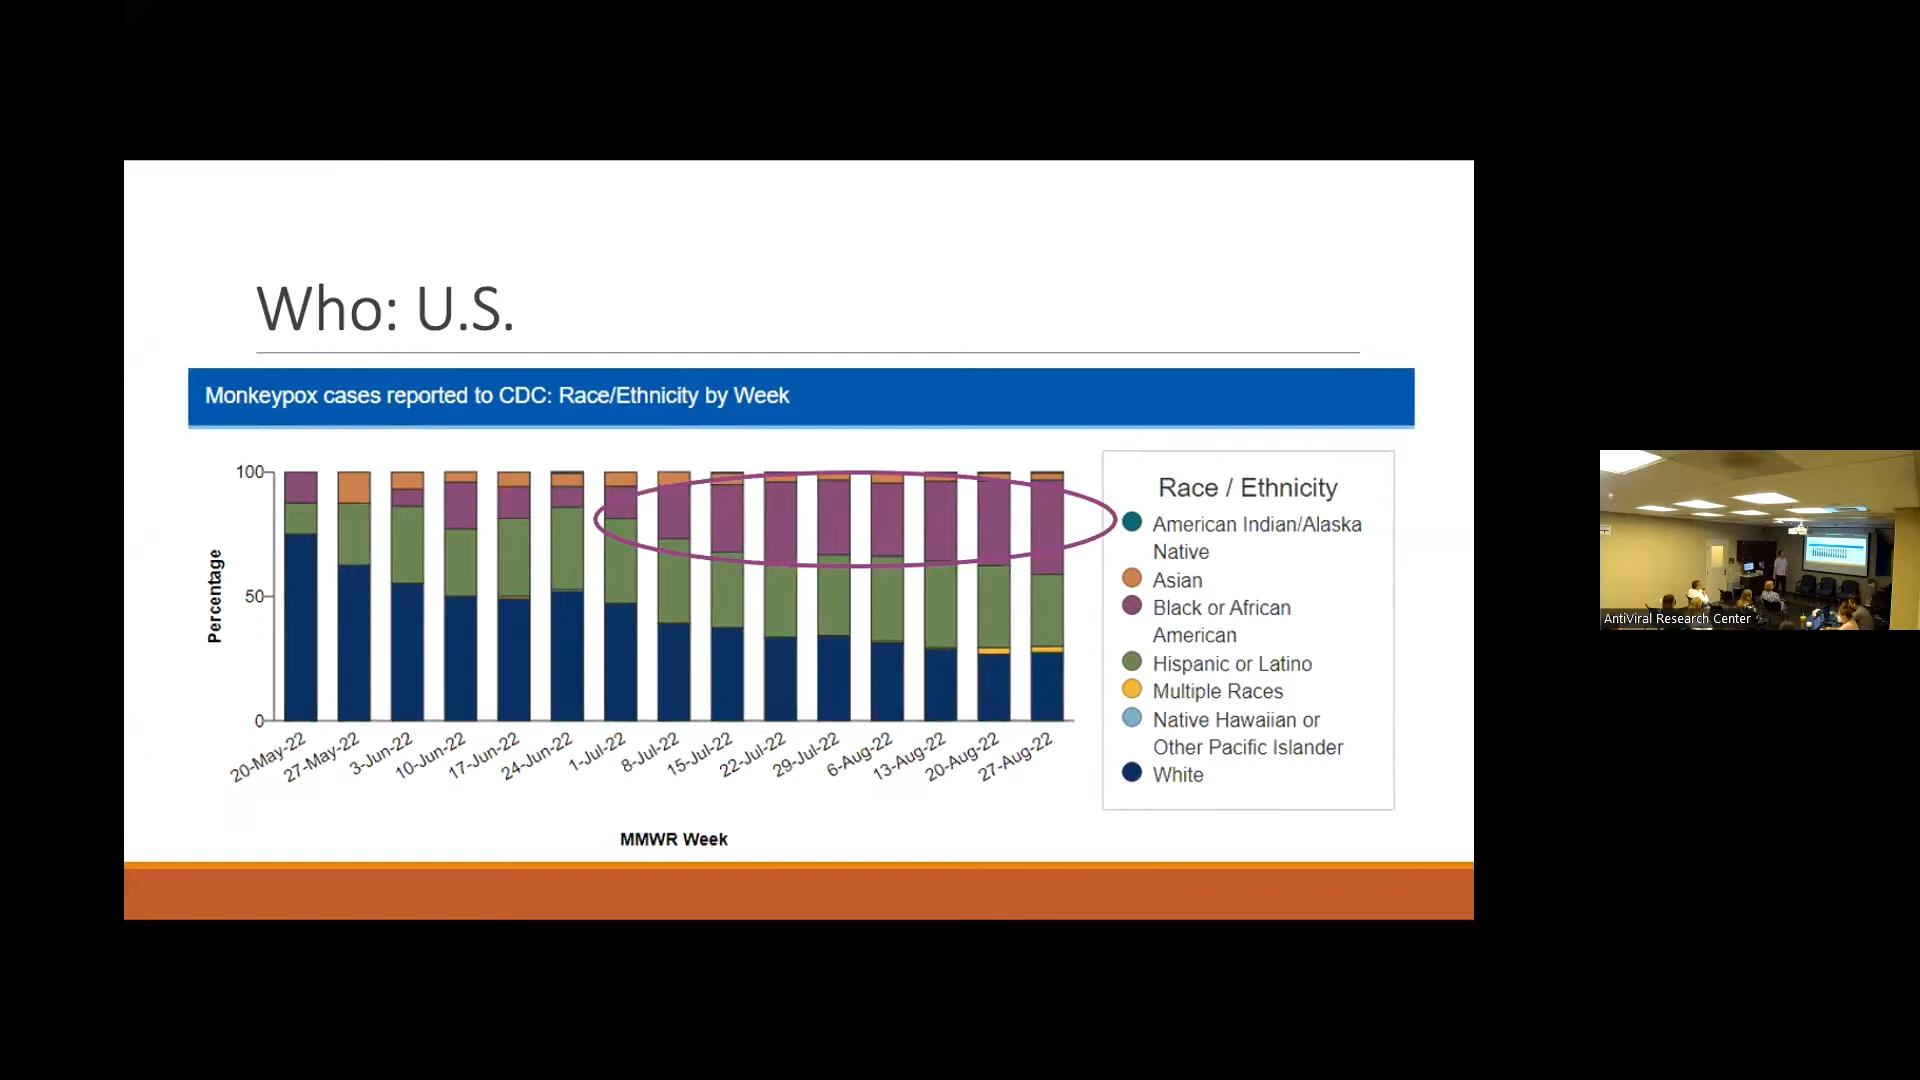 Who: U.S.
Monkeypox cases reported to CDC: Race/Ethnicity by Week
Percentage
100
50
0
20-May-22
27-May-22
3-Jun-22
10-Jun-22
17-Jun-22
24-Jun-22
1-Jul-22
8-Jul-22
15-Jul-22
22-Jul-22
29-Jul-22
6-Aug-22
13-Aug-22
20-Aug-22
27-Aug-22
MMWR Week
Race / Ethnicity
American Indian/Alaska
Native
Asian
Black or African
American
Hispanic or Latino
Multiple Races
Native Hawaiian or
Other Pacific Islander
White
AntiViral Research Center